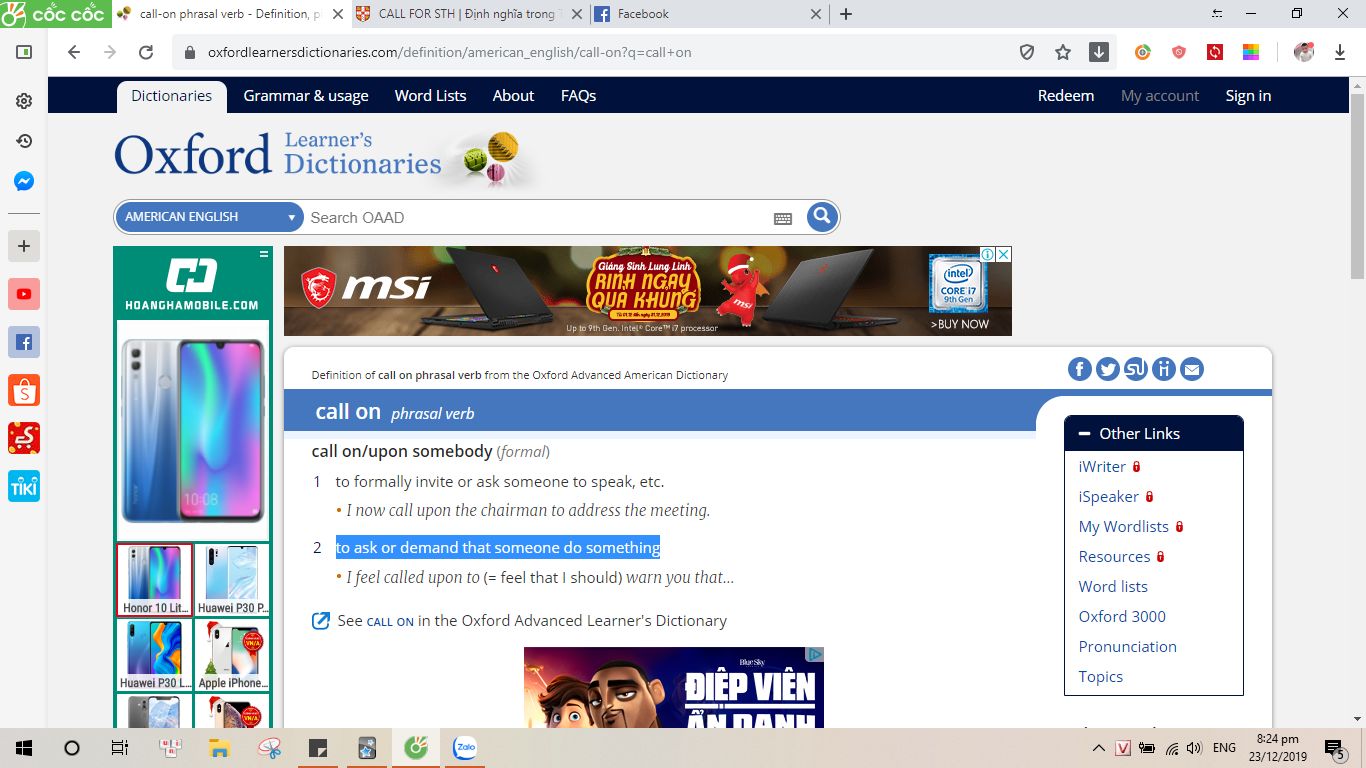 CỐC CỐC
call-on phrasal verb - Definition, p
CALL FOR STH | Định nghĩa trong
Facebook
oxfordlearnersdictionaries.com/definition/american_english/call-on?q=call+on
Dictionaries
Grammar & usage
Word Lists
About
FAQs
Redeem
My account
Sign in
Oxford Learner's Dictionaries
AMERICAN ENGLISH
Search OAAD
HOANGHAMOBILE.COM
10:08
Honor 10 Lit...
Huawei P30 P...
Huawei P30 L...
Apple iPhone...
VN/A
VN/A
msi
Giáng Sinh Lung Linh
RINH NGAY
QUÀ KHỦNG
Up to 9th Gen. Intel® Core™ i7 processor
msi
intel
CORE i7
9th Gen
>BUY NOW
Definition of call on phrasal verb from the Oxford Advanced American Dictionary
call on phrasal verb
call on/upon somebody (formal)
1 to formally invite or ask someone to speak, etc.
• I now call upon the chairman to address the meeting.
2 to ask or demand that someone do something
• I feel called upon to (= feel that I should) warn you that…
See CALL ON in the Oxford Advanced Learner's Dictionary
BlueSky
ĐIỆP VIÊN
ẨN DANH
Other Links
iWriter
iSpeaker
My Wordlists
Resources
Word lists
Oxford 3000
Pronunciation
Topics
TIKI
Zalo
V
ENG
8:24 pm
23/12/2019
5